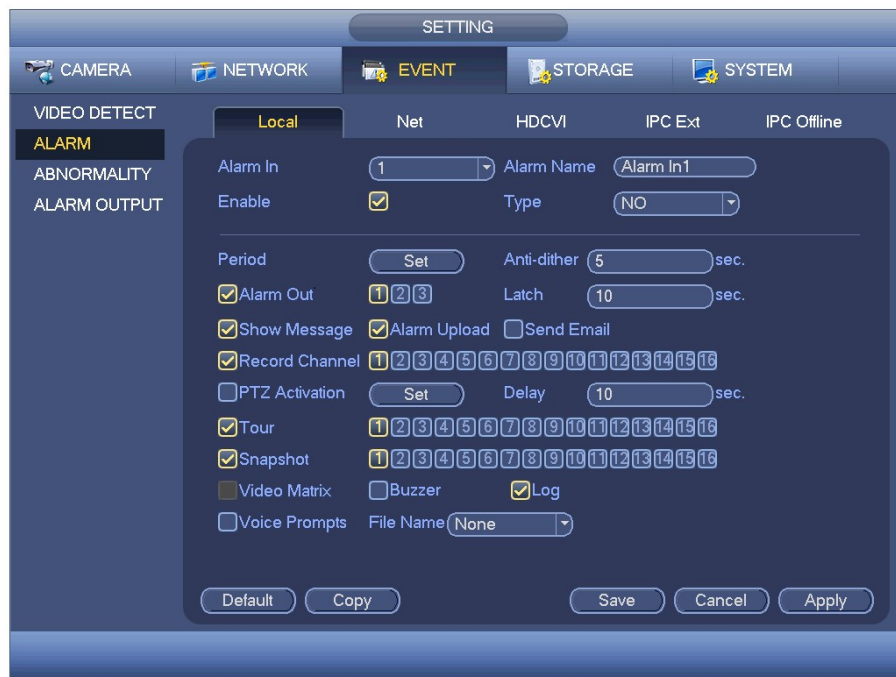 SETTING
CAMERA NETWORK EVENT STORAGE SYSTEM
VIDEO DETECT
ALARM
ABNORMALITY
ALARM OUTPUT
Local Net HDCVI IPC Ext IPC Offline
Alarm In 1 Alarm Name Alarm In1
Enable Type NO
Period Set Anti-dither 5 sec.
Alarm Out 1 2 3 Latch 10 sec.
Show Message Alarm Upload Send Email
Record Channel 1 2 3 4 5 6 7 8 9 10 11 12 13 14 15 16
PTZ Activation Set Delay 10 sec.
Tour 1 2 3 4 5 6 7 8 9 10 11 12 13 14 15 16
Snapshot 1 2 3 4 5 6 7 8 9 10 11 12 13 14 15 16
Video Matrix Buzzer Log
Voice Prompts File Name None
Default Copy Save Cancel Apply